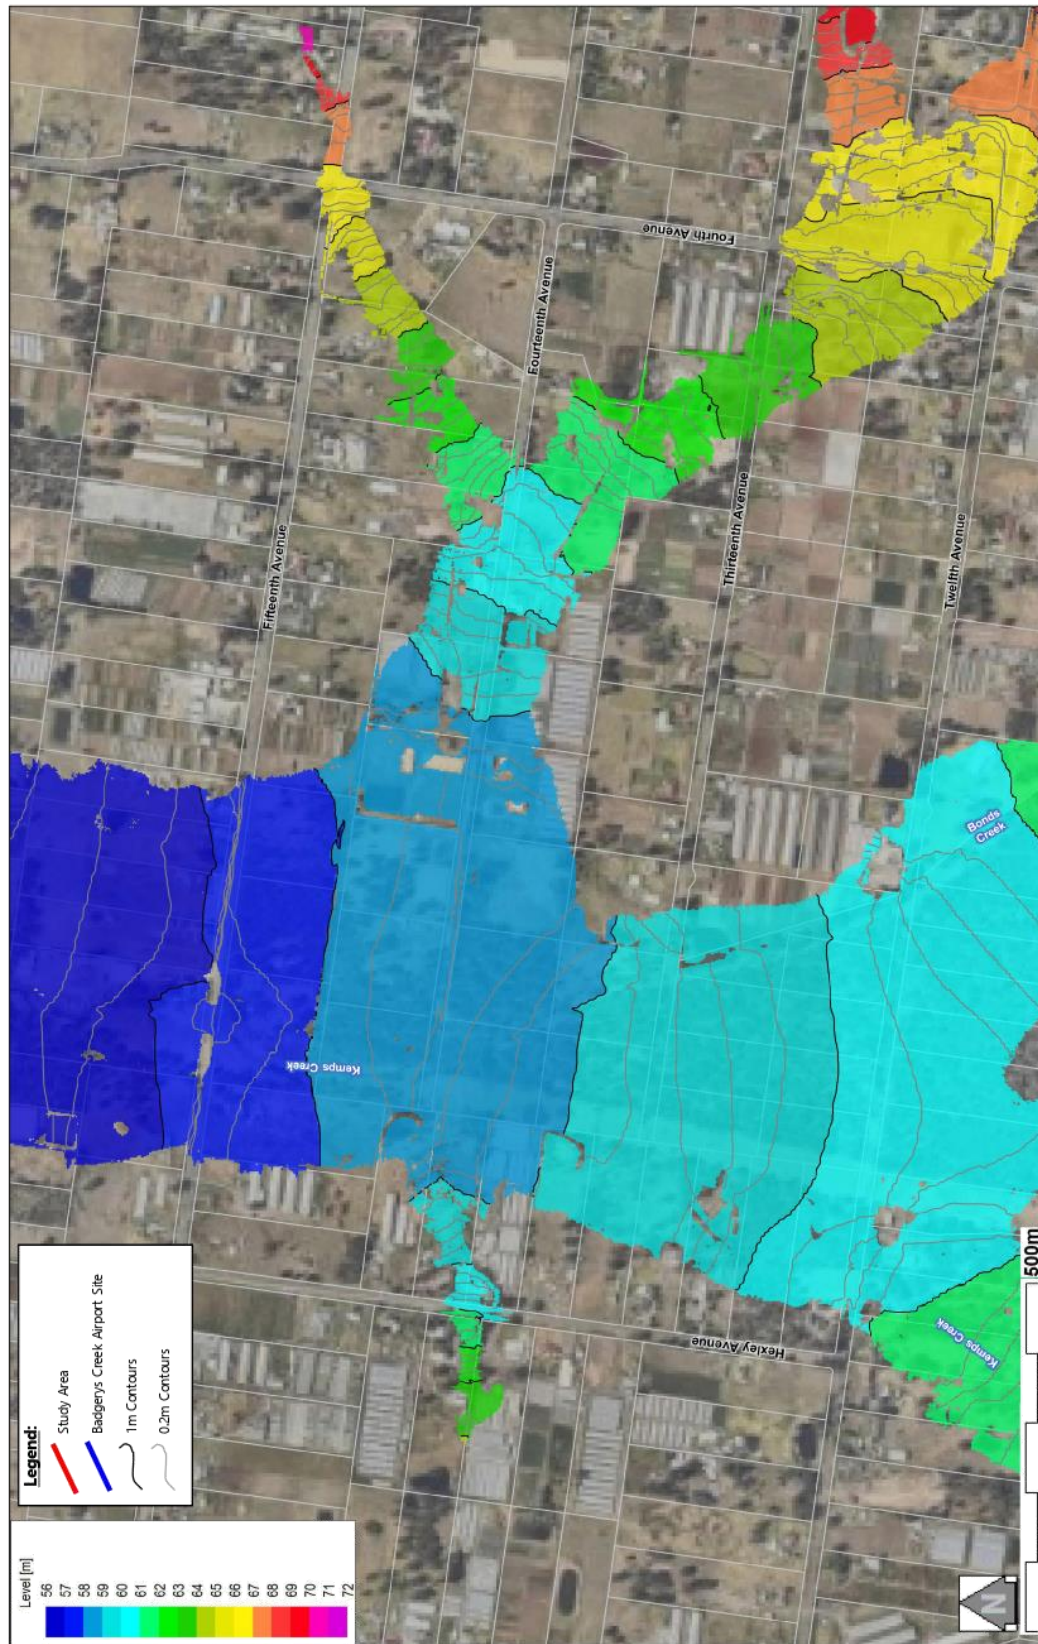 Legend:
Study Area
Badgerys Creek Airport Site
1m Contours
0.2m Contours
Level [m]
56
57
58
59
60
61
62
63
64
65
66
67
68
69
70
71
72
Fifteenth Avenue
Fourteenth Avenue
Fourth Avenue
Thirteenth Avenue
Twelfth Avenue
Bonds
Creek
Kemps Creek
Hexley Avenue
Kemps Creek
500m
N